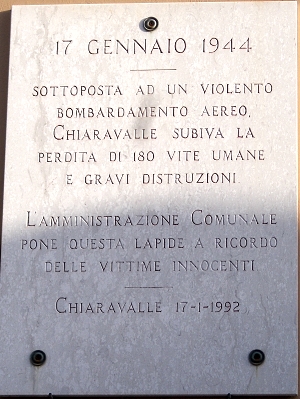 17 GENNAIO 1944
SOTTOPOSTA AD UN VIOLENTO
BOMBARDAMENTO AEREO,
CHIARAVALLE SUBIVA LA
PERDITA DI 180 VITE UMANE
E GRAVI DISTRUZIONI.
L'AMMINISTRAZIONE COMUNALE
PONE QUESTA LAPIDE A RICORDO
DELLE VITTIME INNOCENTI
CHIARAVALLE 17-1-1992